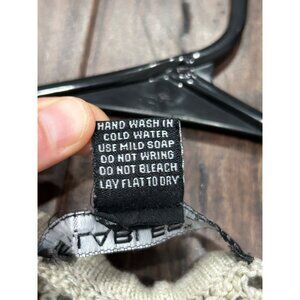 HAND WASH IN
COLD WATER
USE MILD SOAP
DO NOT WRING
DO NOT BLEACH
LAY FLAT TO DRY